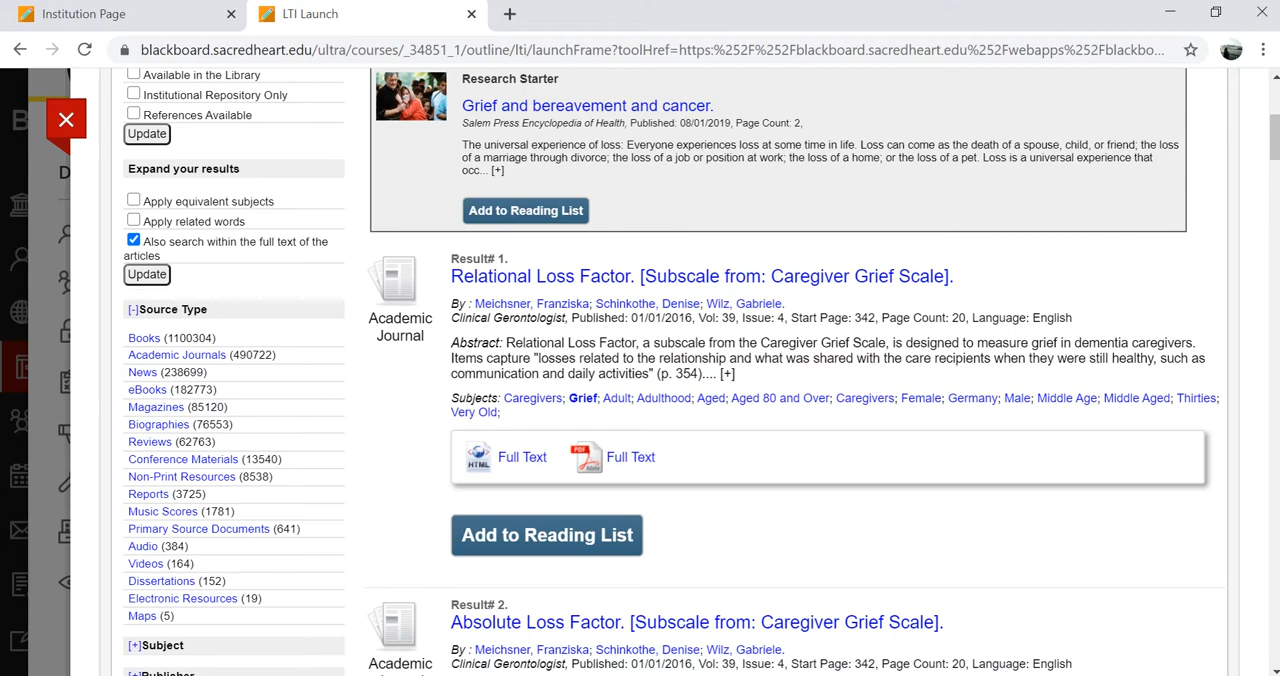 Institution Page
LTI Launch
blackboard.sacredheart.edu/ultra/courses/_34851_1/outline/lti/launchFrame?toolHref=https:%252F%252Fblackboard.sacredheart.edu%252Fwebapps%252Fblackbo...
Available in the Library
Institutional Repository Only
References Available
Update
Expand your results
Apply equivalent subjects
Apply related words
Also search within the full text of the
articles
Update
[-]Source Type
Books (1100304)
Academic Journals (490722)
News (238699)
eBooks (182773)
Magazines (85120)
Biographies (76553)
Reviews (62763)
Conference Materials (13540)
Non-Print Resources (8538)
Reports (3725)
Music Scores (1781)
Primary Source Documents (641)
Audio (384)
Videos (164)
Dissertations (152)
Electronic Resources (19)
Maps (5)
[+]Subject
[+]Publisher
Research Starter
Grief and bereavement and cancer.
Salem Press Encyclopedia of Health, Published: 08/01/2019, Page Count: 2,
The universal experience of loss: Everyone experiences loss at some time in life. Loss can come as the death of a spouse, child, or friend; the loss
of a marriage through divorce; the loss of a job or position at work; the loss of a home; or the loss of a pet. Loss is a universal experience that
occ... [+]
Add to Reading List
Result# 1.
Relational Loss Factor. [Subscale from: Caregiver Grief Scale].
Academic
Journal
By : Meichsner, Franziska; Schinkothe, Denise; Wilz, Gabriele.
Clinical Gerontologist, Published: 01/01/2016, Vol: 39, Issue: 4, Start Page: 342, Page Count: 20, Language: English
Abstract: Relational Loss Factor, a subscale from the Caregiver Grief Scale, is designed to measure grief in dementia caregivers.
Items capture "losses related to the relationship and what was shared with the care recipients when they were still healthy, such as
communication and daily activities" (p. 354).... [+]
Subjects: Caregivers; Grief; Adult; Adulthood; Aged; Aged 80 and Over; Caregivers; Female; Germany; Male; Middle Age; Middle Aged; Thirties;
Very Old;
HTML Full Text
PDF Adobe Full Text
Add to Reading List
Result# 2.
Absolute Loss Factor. [Subscale from: Caregiver Grief Scale].
Academic
By : Meichsner, Franziska; Schinkothe, Denise; Wilz, Gabriele.
Clinical Gerontologist, Published: 01/01/2016, Vol: 39, Issue: 4, Start Page: 342, Page Count: 20, Language: English
B
D